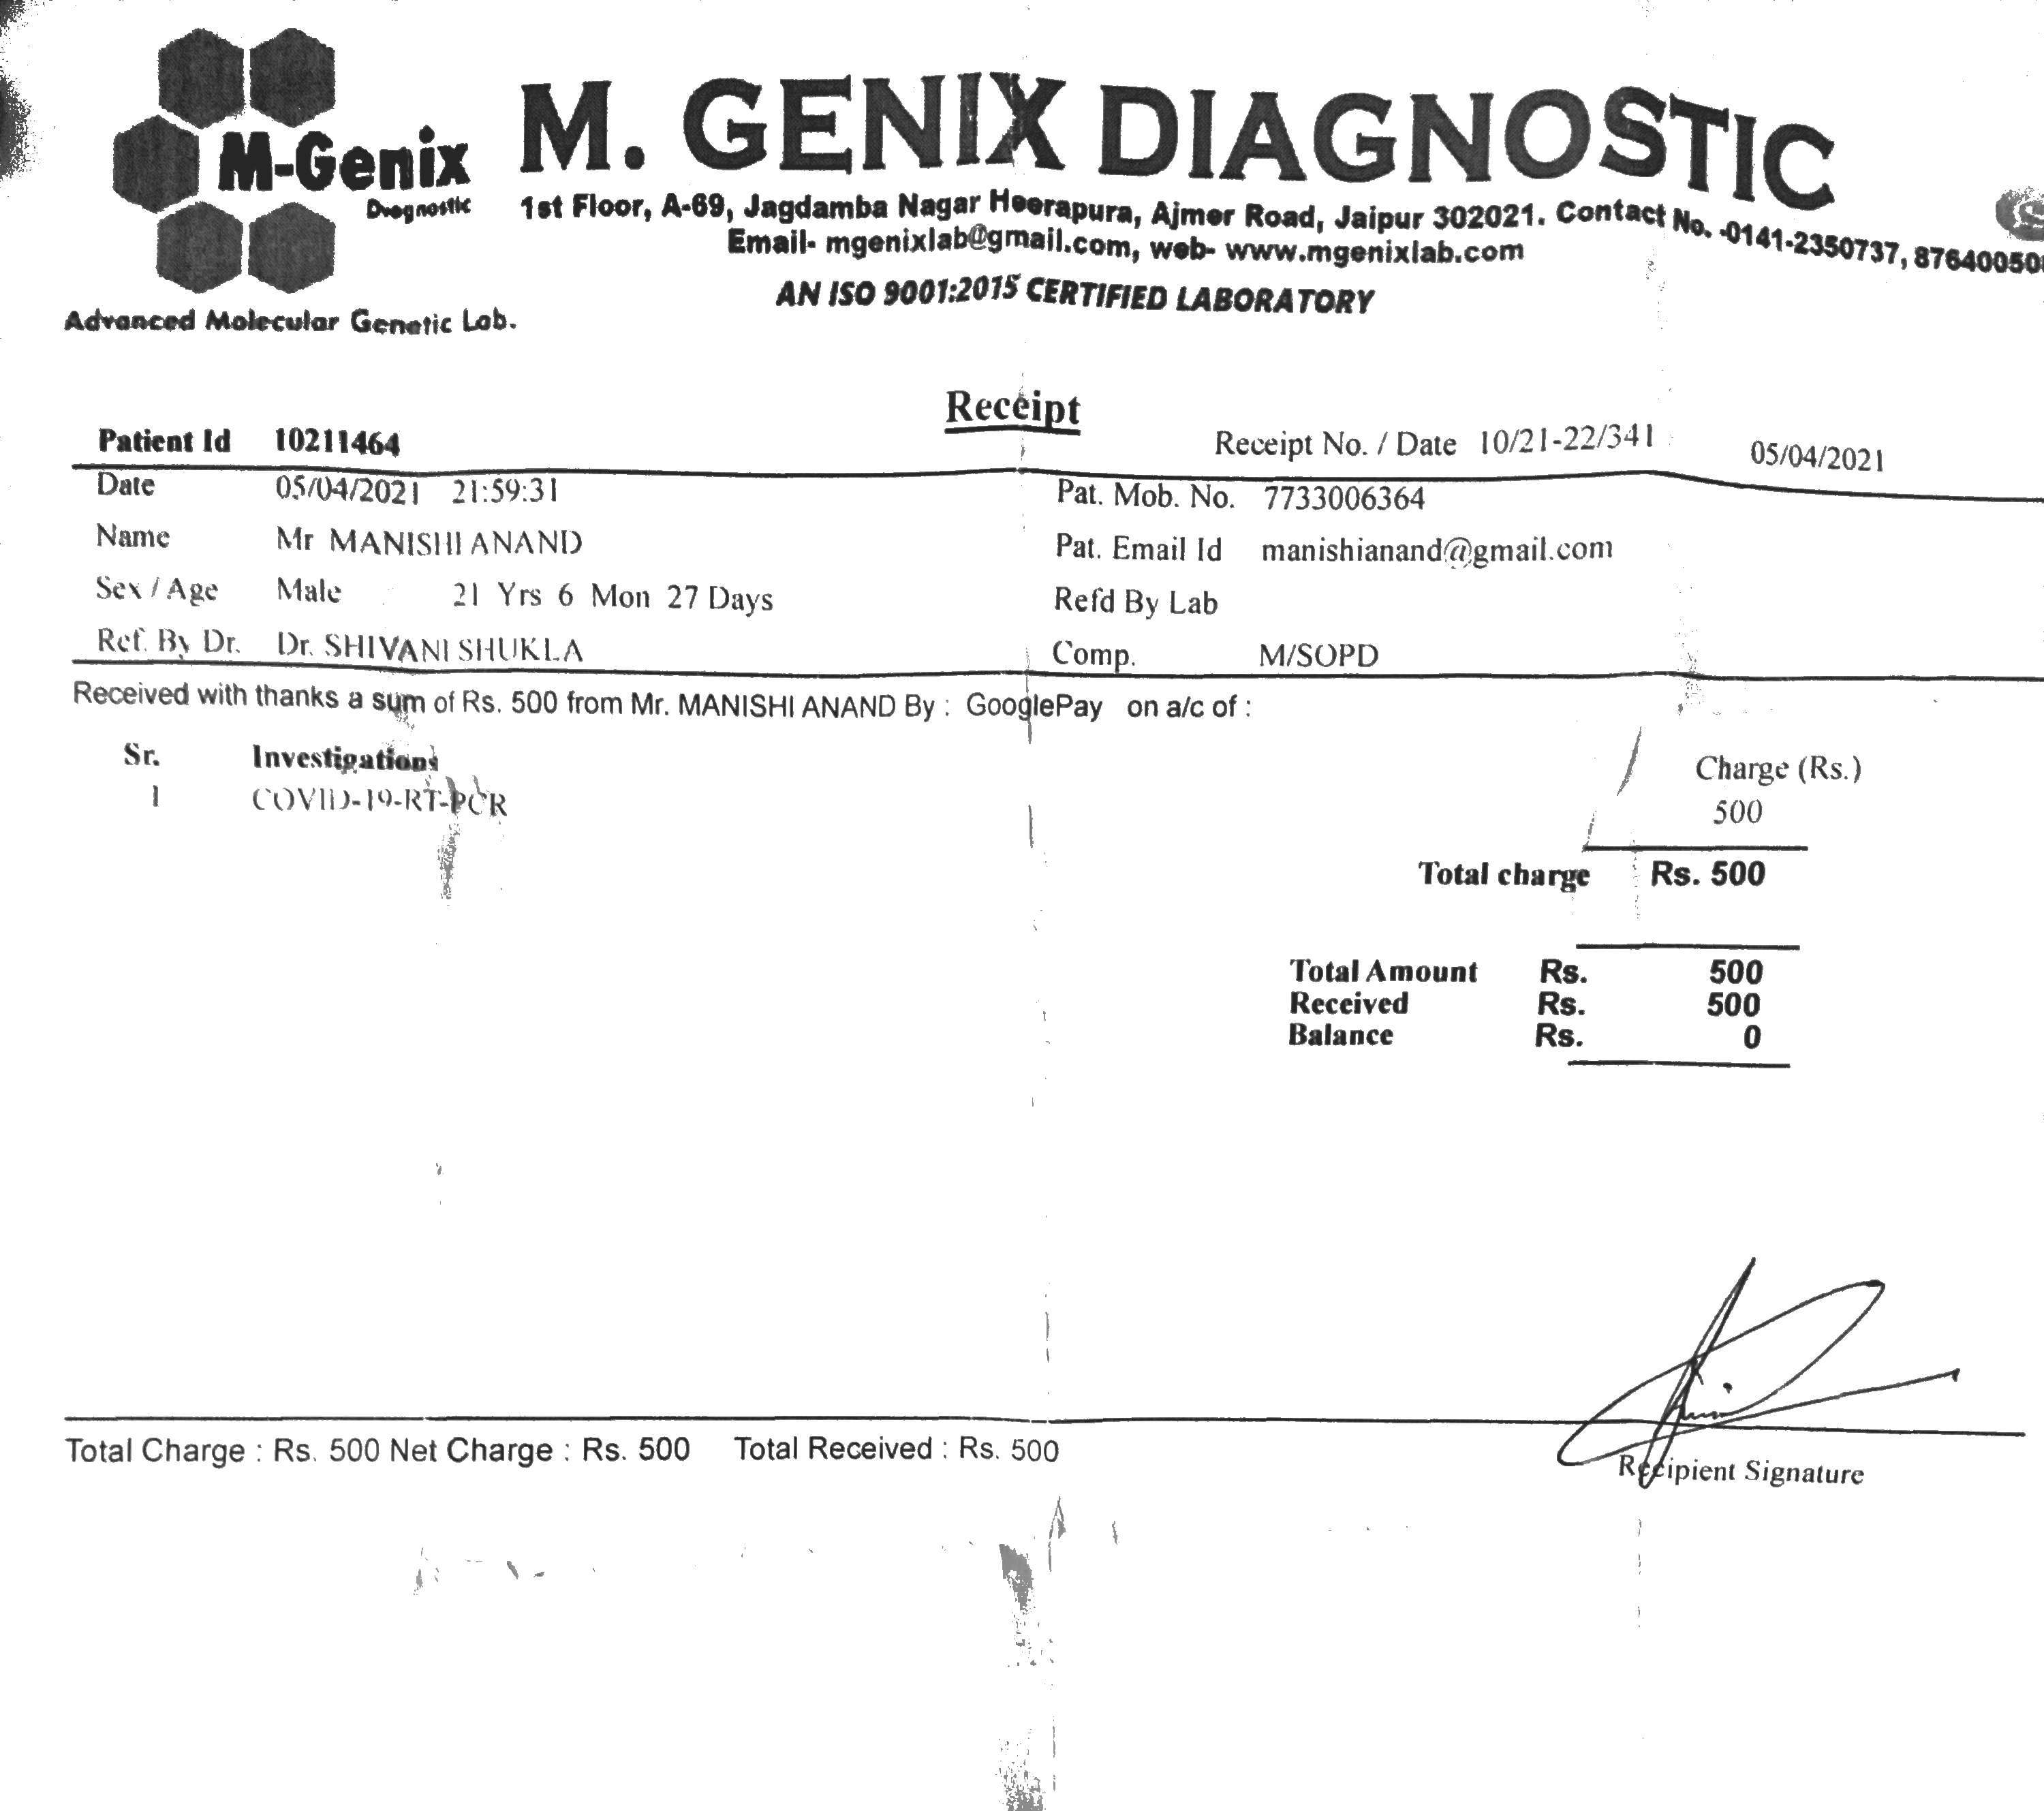 M-Genix
Diagnostic
Advanced Molecular Genetic Lab.
M. GENIX DIAGNOSTIC
1st Floor, A-69, Jagdamba Nagar Heerapura, Ajmer Road, Jaipur 302021. Contact No. -0141-2350737,
Email- mgenixlab@gmail.com, web- www.mgenixlab.com
AN ISO 9001:2015 CERTIFIED LABORATORY
Receipt
Patient Id 10211464 Receipt No. / Date 10/21-22/341 05/04/2021
Date 05/04/2021 21:59:31 Pat. Mob. No. 7733006364
Name Mr MANISHI ANAND Pat. Email Id manishianand@gmail.com
Sex / Age Male 21 Yrs 6 Mon 27 Days Refd By Lab
Ref. By Dr. Dr. SHIVANI SHUKLA Comp. M/SOPD
Received with thanks a sum of Rs. 500 from Mr. MANISHI ANAND By : GooglePay on a/c of :
Sr. Investigations Charge (Rs.)
1 COVID-19-RT-PCR 500
Total charge Rs. 500
Total Amount Rs. 500
Received Rs. 500
Balance Rs. 0
Total Charge : Rs. 500 Net Charge : Rs. 500 Total Received : Rs. 500
Recipient Signature